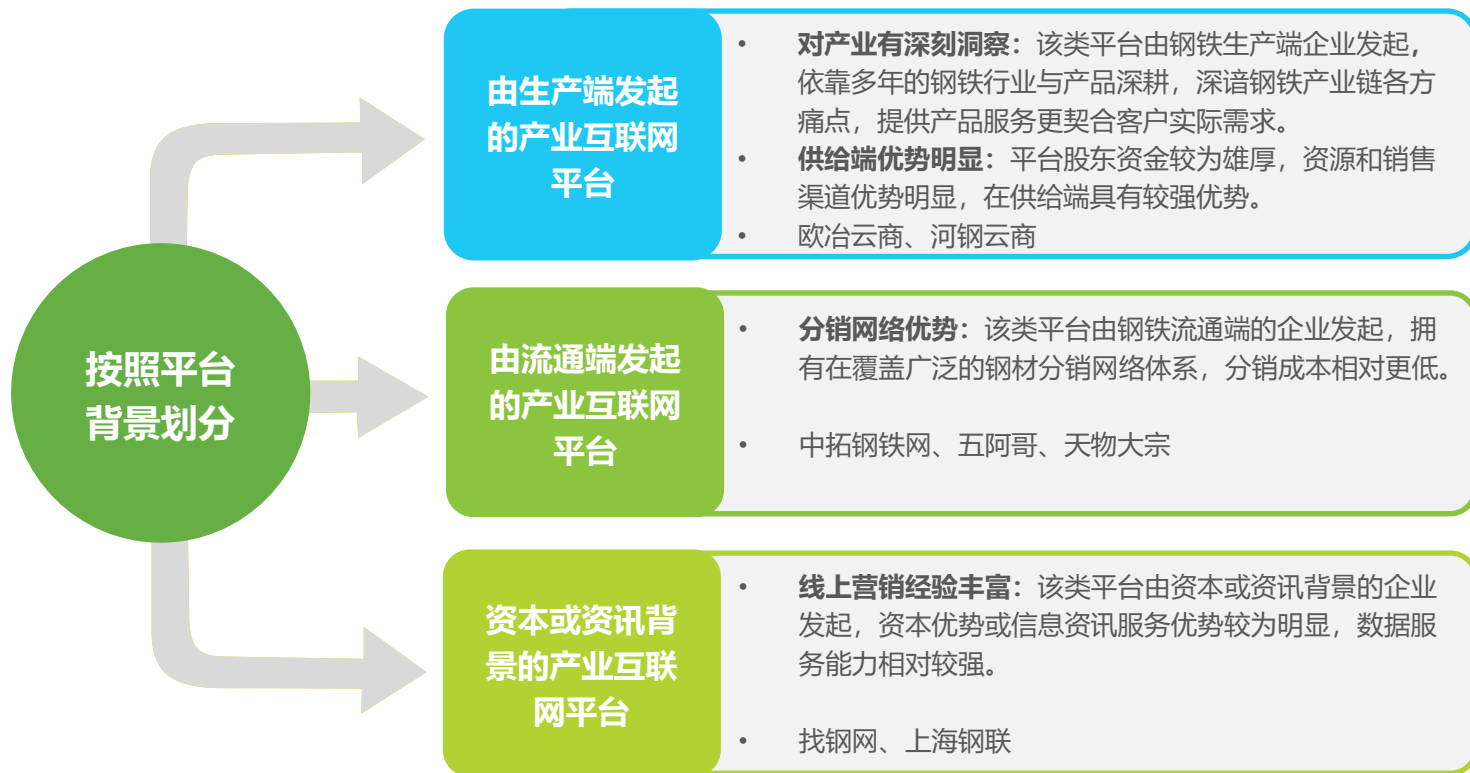 按照平台
背景划分
由生产端发起
的产业互联网
平台
• 对产业有深刻洞察：该类平台由钢铁生产端企业发起，
依靠多年的钢铁行业与产品深耕，深谙钢铁产业链各方
痛点，提供产品服务更契合客户实际需求。
• 供给端优势明显：平台股东资金较为雄厚，资源和销售
渠道优势明显，在供给端具有较强优势。
• 欧冶云商、河钢云商
由流通端发起
的产业互联网
平台
• 分销网络优势：该类平台由钢铁流通端的企业发起，拥
有在覆盖广泛的钢材分销网络体系，分销成本相对更低。
• 中拓钢铁网、五阿哥、天物大宗
资本或资讯背
景的产业互联
网平台
• 线上营销经验丰富：该类平台由资本或资讯背景的企业
发起，资本优势或信息资讯服务优势较为明显，数据服
务能力相对较强。
• 找钢网、上海钢联